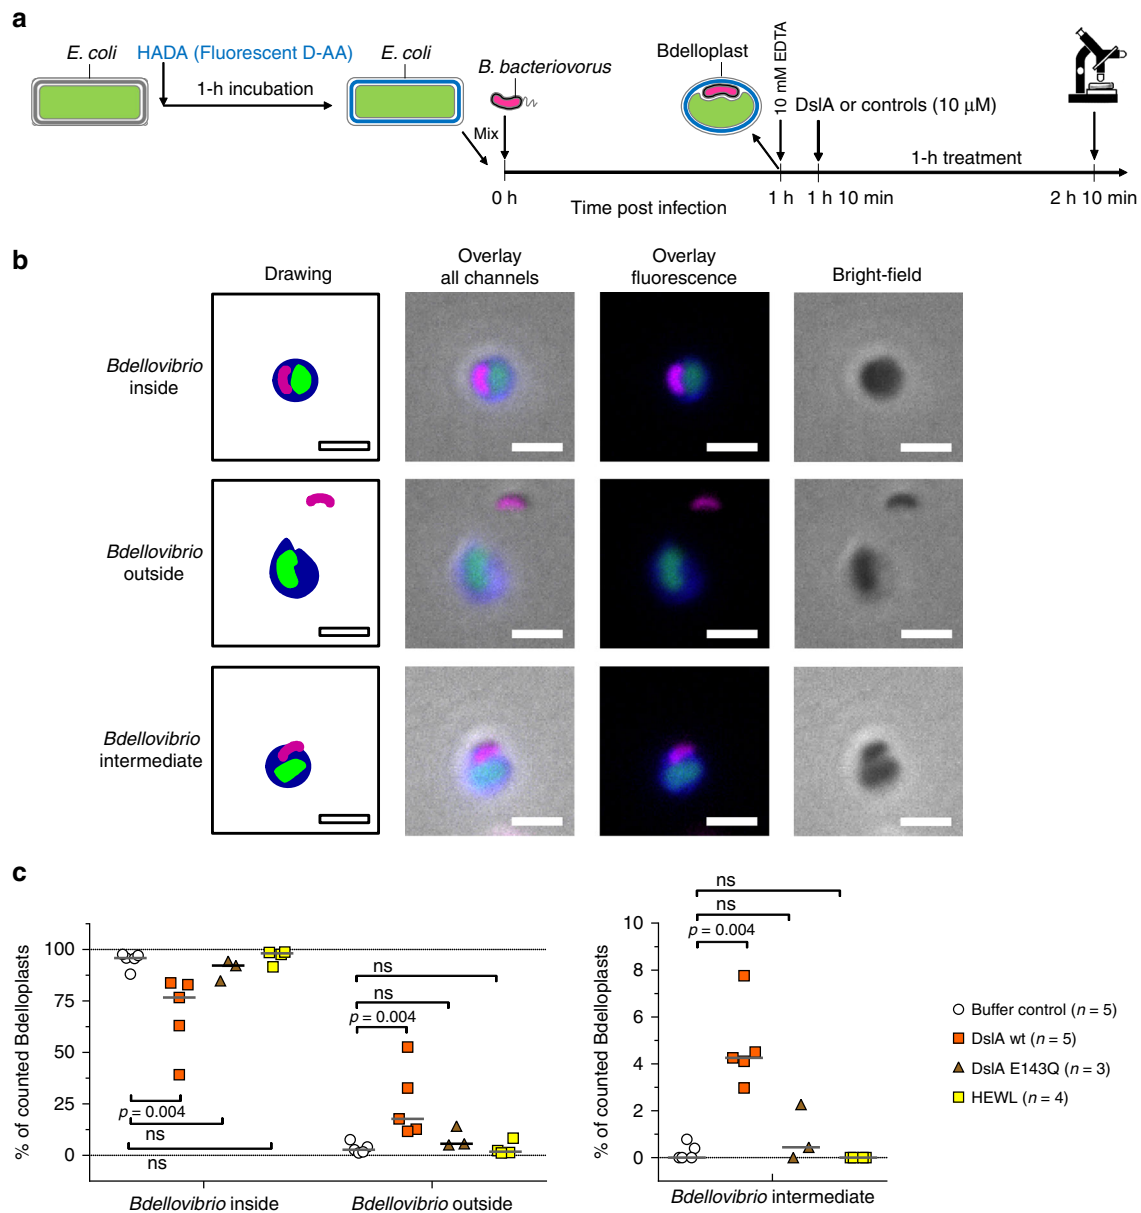 a
E. coli
HADA (Fluorescent D-AA)
1-h incubation
E. coli
B. bacteriovorus
Mix
Bdelloplast
10 mM EDTA
DslA or controls (10 μM)
1-h treatment
0 h
Time post infection
1 h
1 h 10 min
2 h 10 min
b
Drawing
Overlay
all channels
Overlay
fluorescence
Bright-field
Bdellovibrio
inside
Bdellovibrio
outside
Bdellovibrio
intermediate
c
% of counted Bdelloplasts
100
75
50
25
0
p = 0.004
ns
ns
ns
ns
p = 0.004
Bdellovibrio inside
Bdellovibrio outside
% of counted Bdelloplasts
10
8
6
4
2
0
ns
ns
p = 0.004
Bdellovibrio intermediate
Buffer control (n = 5)
DslA wt (n = 5)
DslA E143Q (n = 3)
HEWL (n = 4)